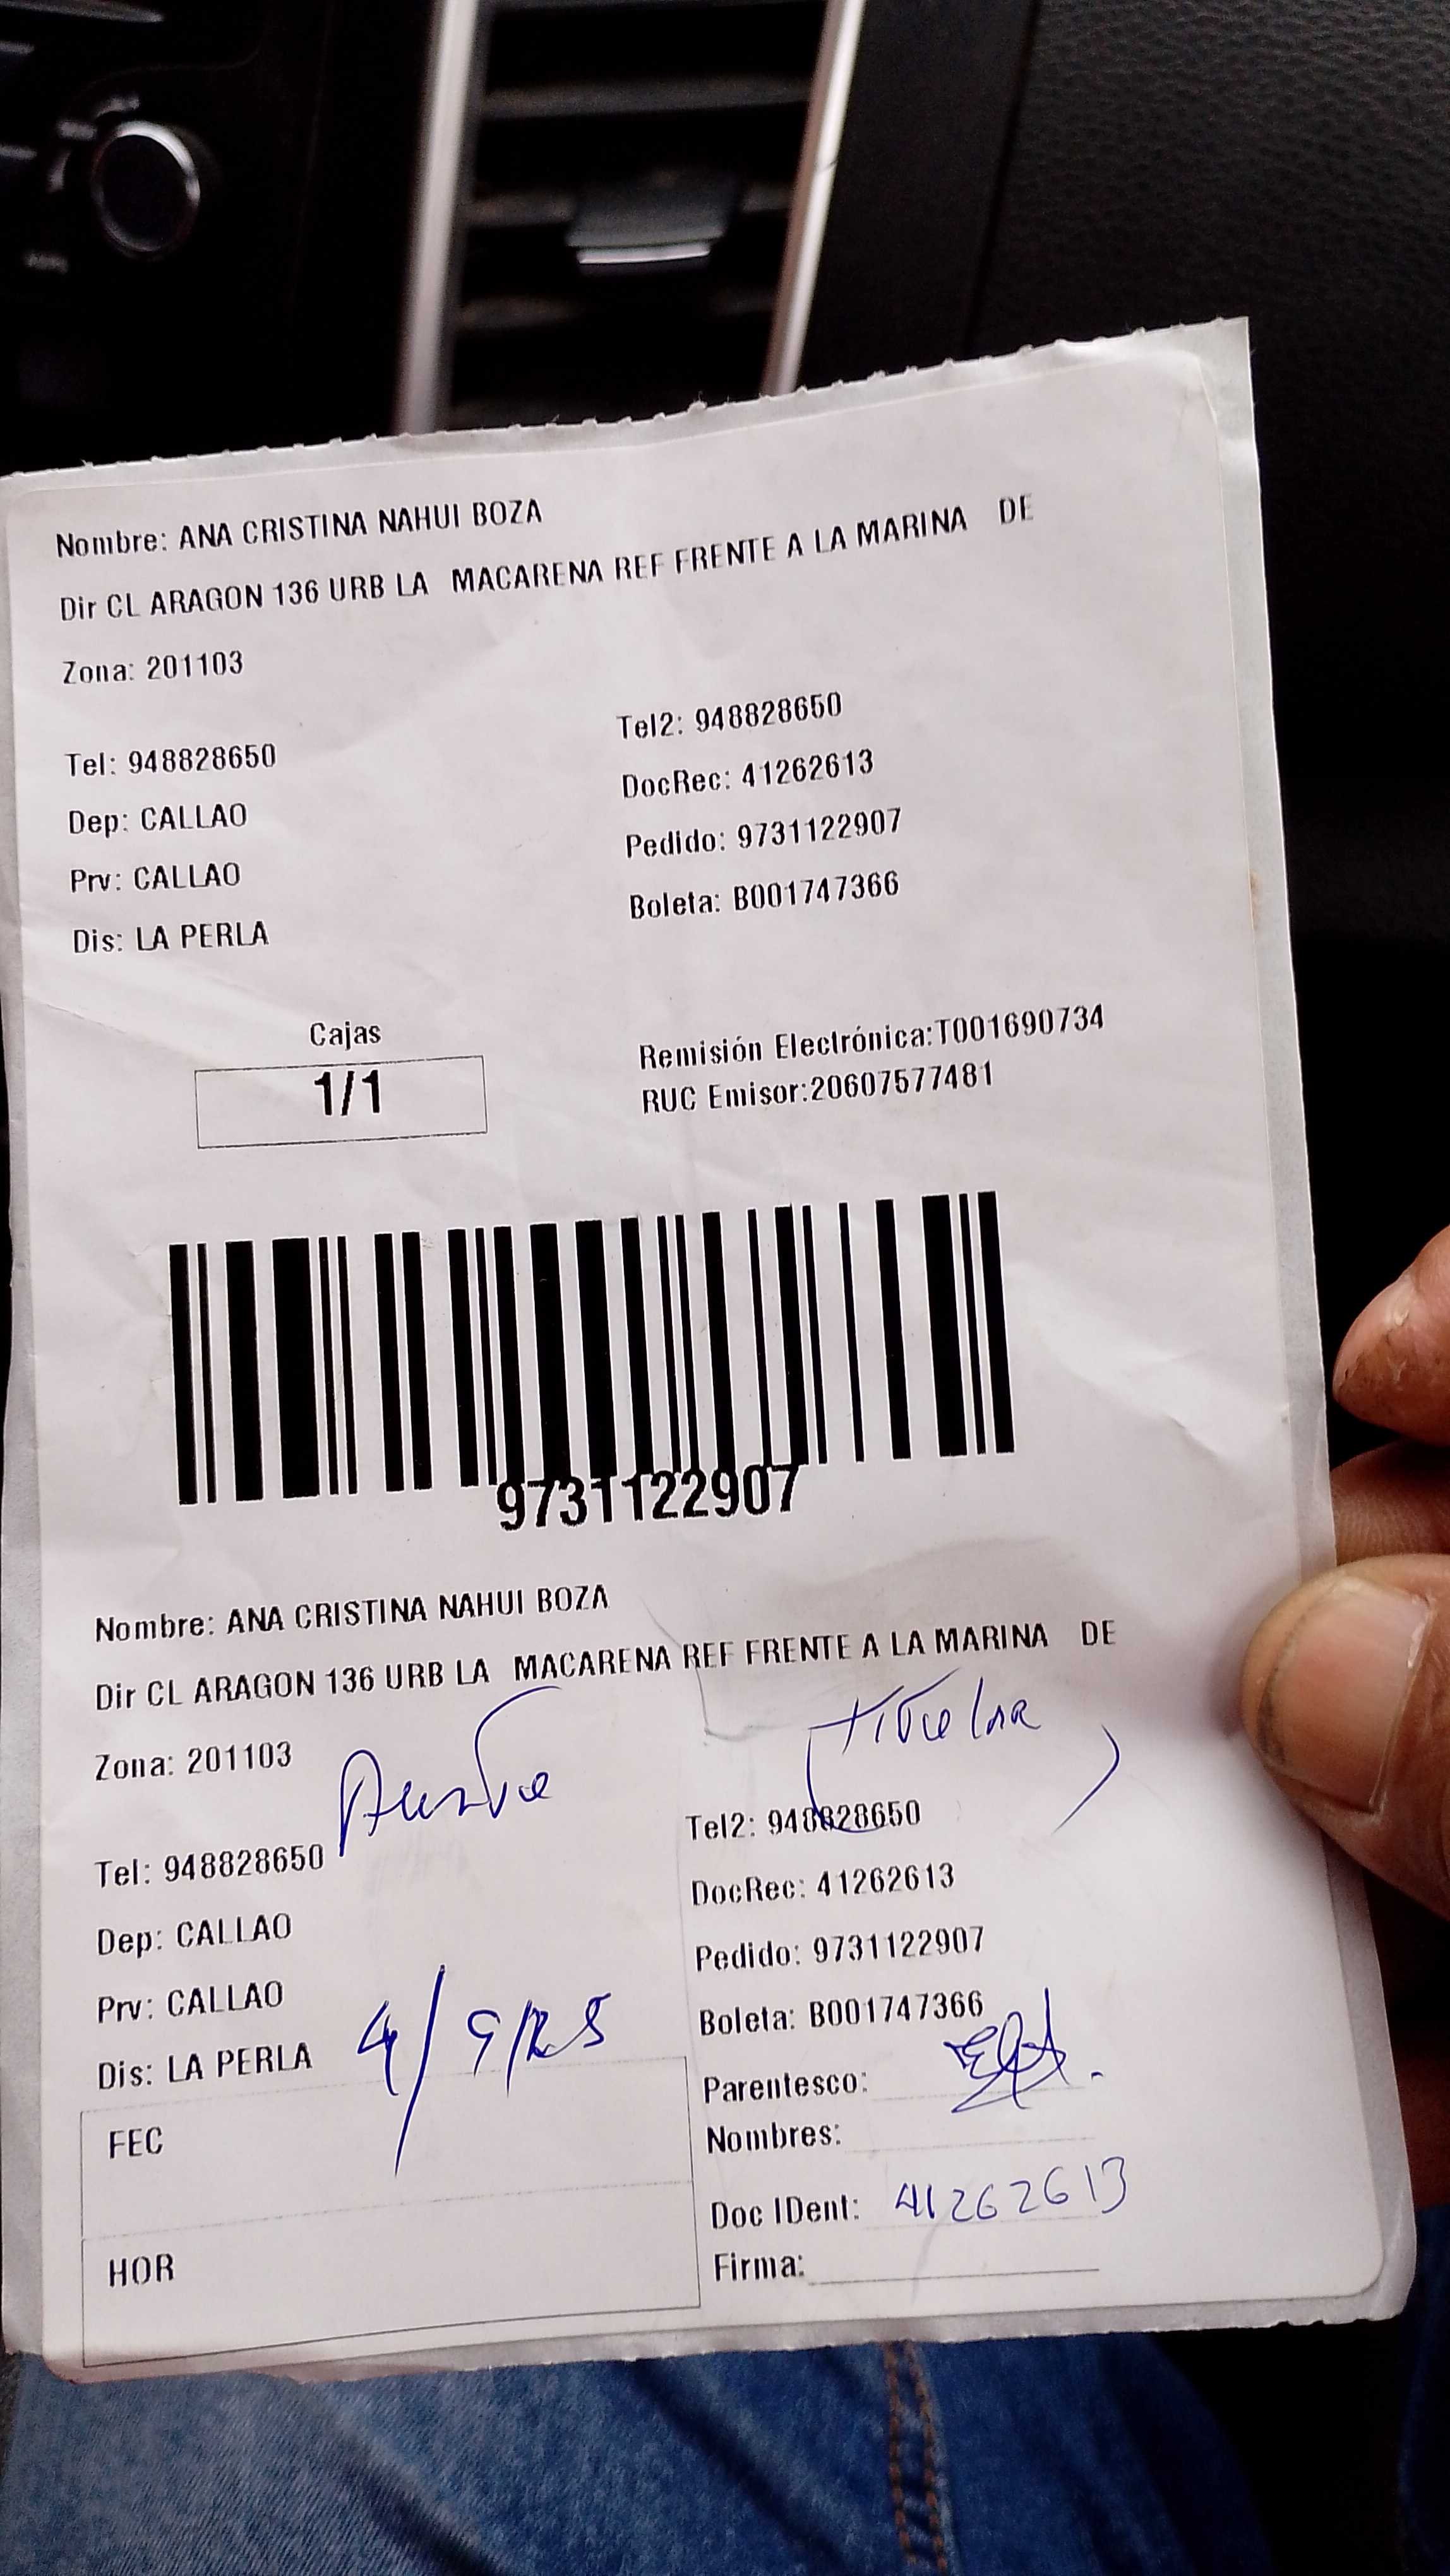 Nombre: ANA CRISTINA NAHUI BOZA
Dir CL ARAGON 136 URB LA MACARENA REF FRENTE A LA MARINA DE
Zona: 201103
Tel: 948828650 Tel2: 948828650
Dep: CALLAO DocRec: 41262613
Prv: CALLAO Pedido: 9731122907
Dis: LA PERLA Boleta: B001747366
Cajas
1/1
Remisión Electrónica:T001690734
RUC Emisor:20607577481
9731122907
Nombre: ANA CRISTINA NAHUI BOZA
Dir CL ARAGON 136 URB LA MACARENA REF FRENTE A LA MARINA DE
titular
Zona: 201103
Tel: 948828650 Tel2: 948828650
Dep: CALLAO DocRec: 41262613
Prv: CALLAO Pedido: 9731122907
Dis: LA PERLA Boleta: B001747366
4/9/25
Parentesco:
FEC Nombres:
Doc IDent: 41262613
HOR Firma: